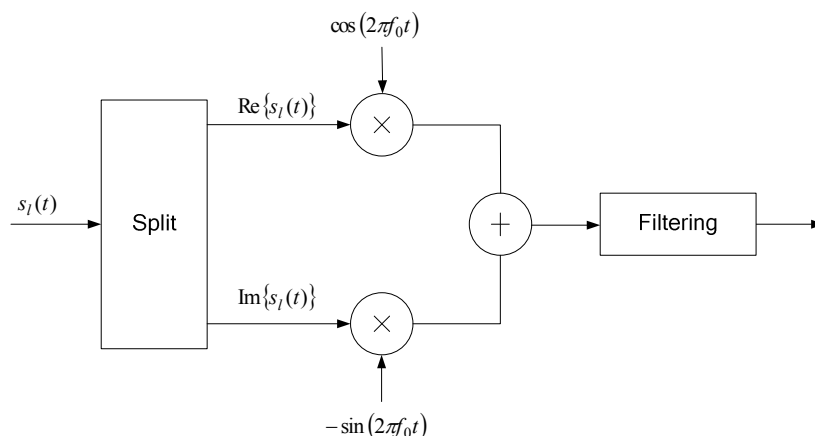 cos(2πf₀t)
Re{sₗ(t)}
×
sₗ(t)
Split
+
Filtering
Im{sₗ(t)}
×
−sin(2πf₀t)